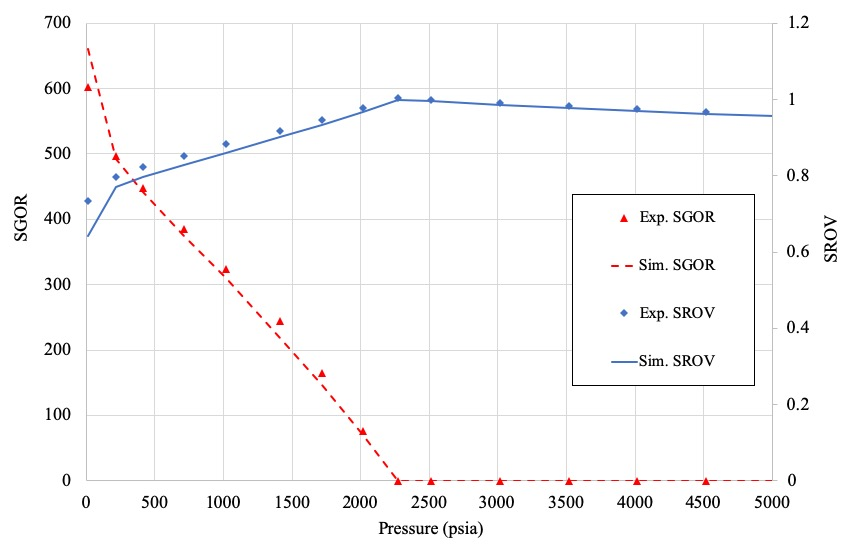 700
600
500
400
300
200
100
0
SGOR
1.2
1
0.8
0.6
0.4
0.2
0
SROV
Exp. SGOR
Sim. SGOR
Exp. SROV
Sim. SROV
0 500 1000 1500 2000 2500 3000 3500 4000 4500 5000
Pressure (psia)